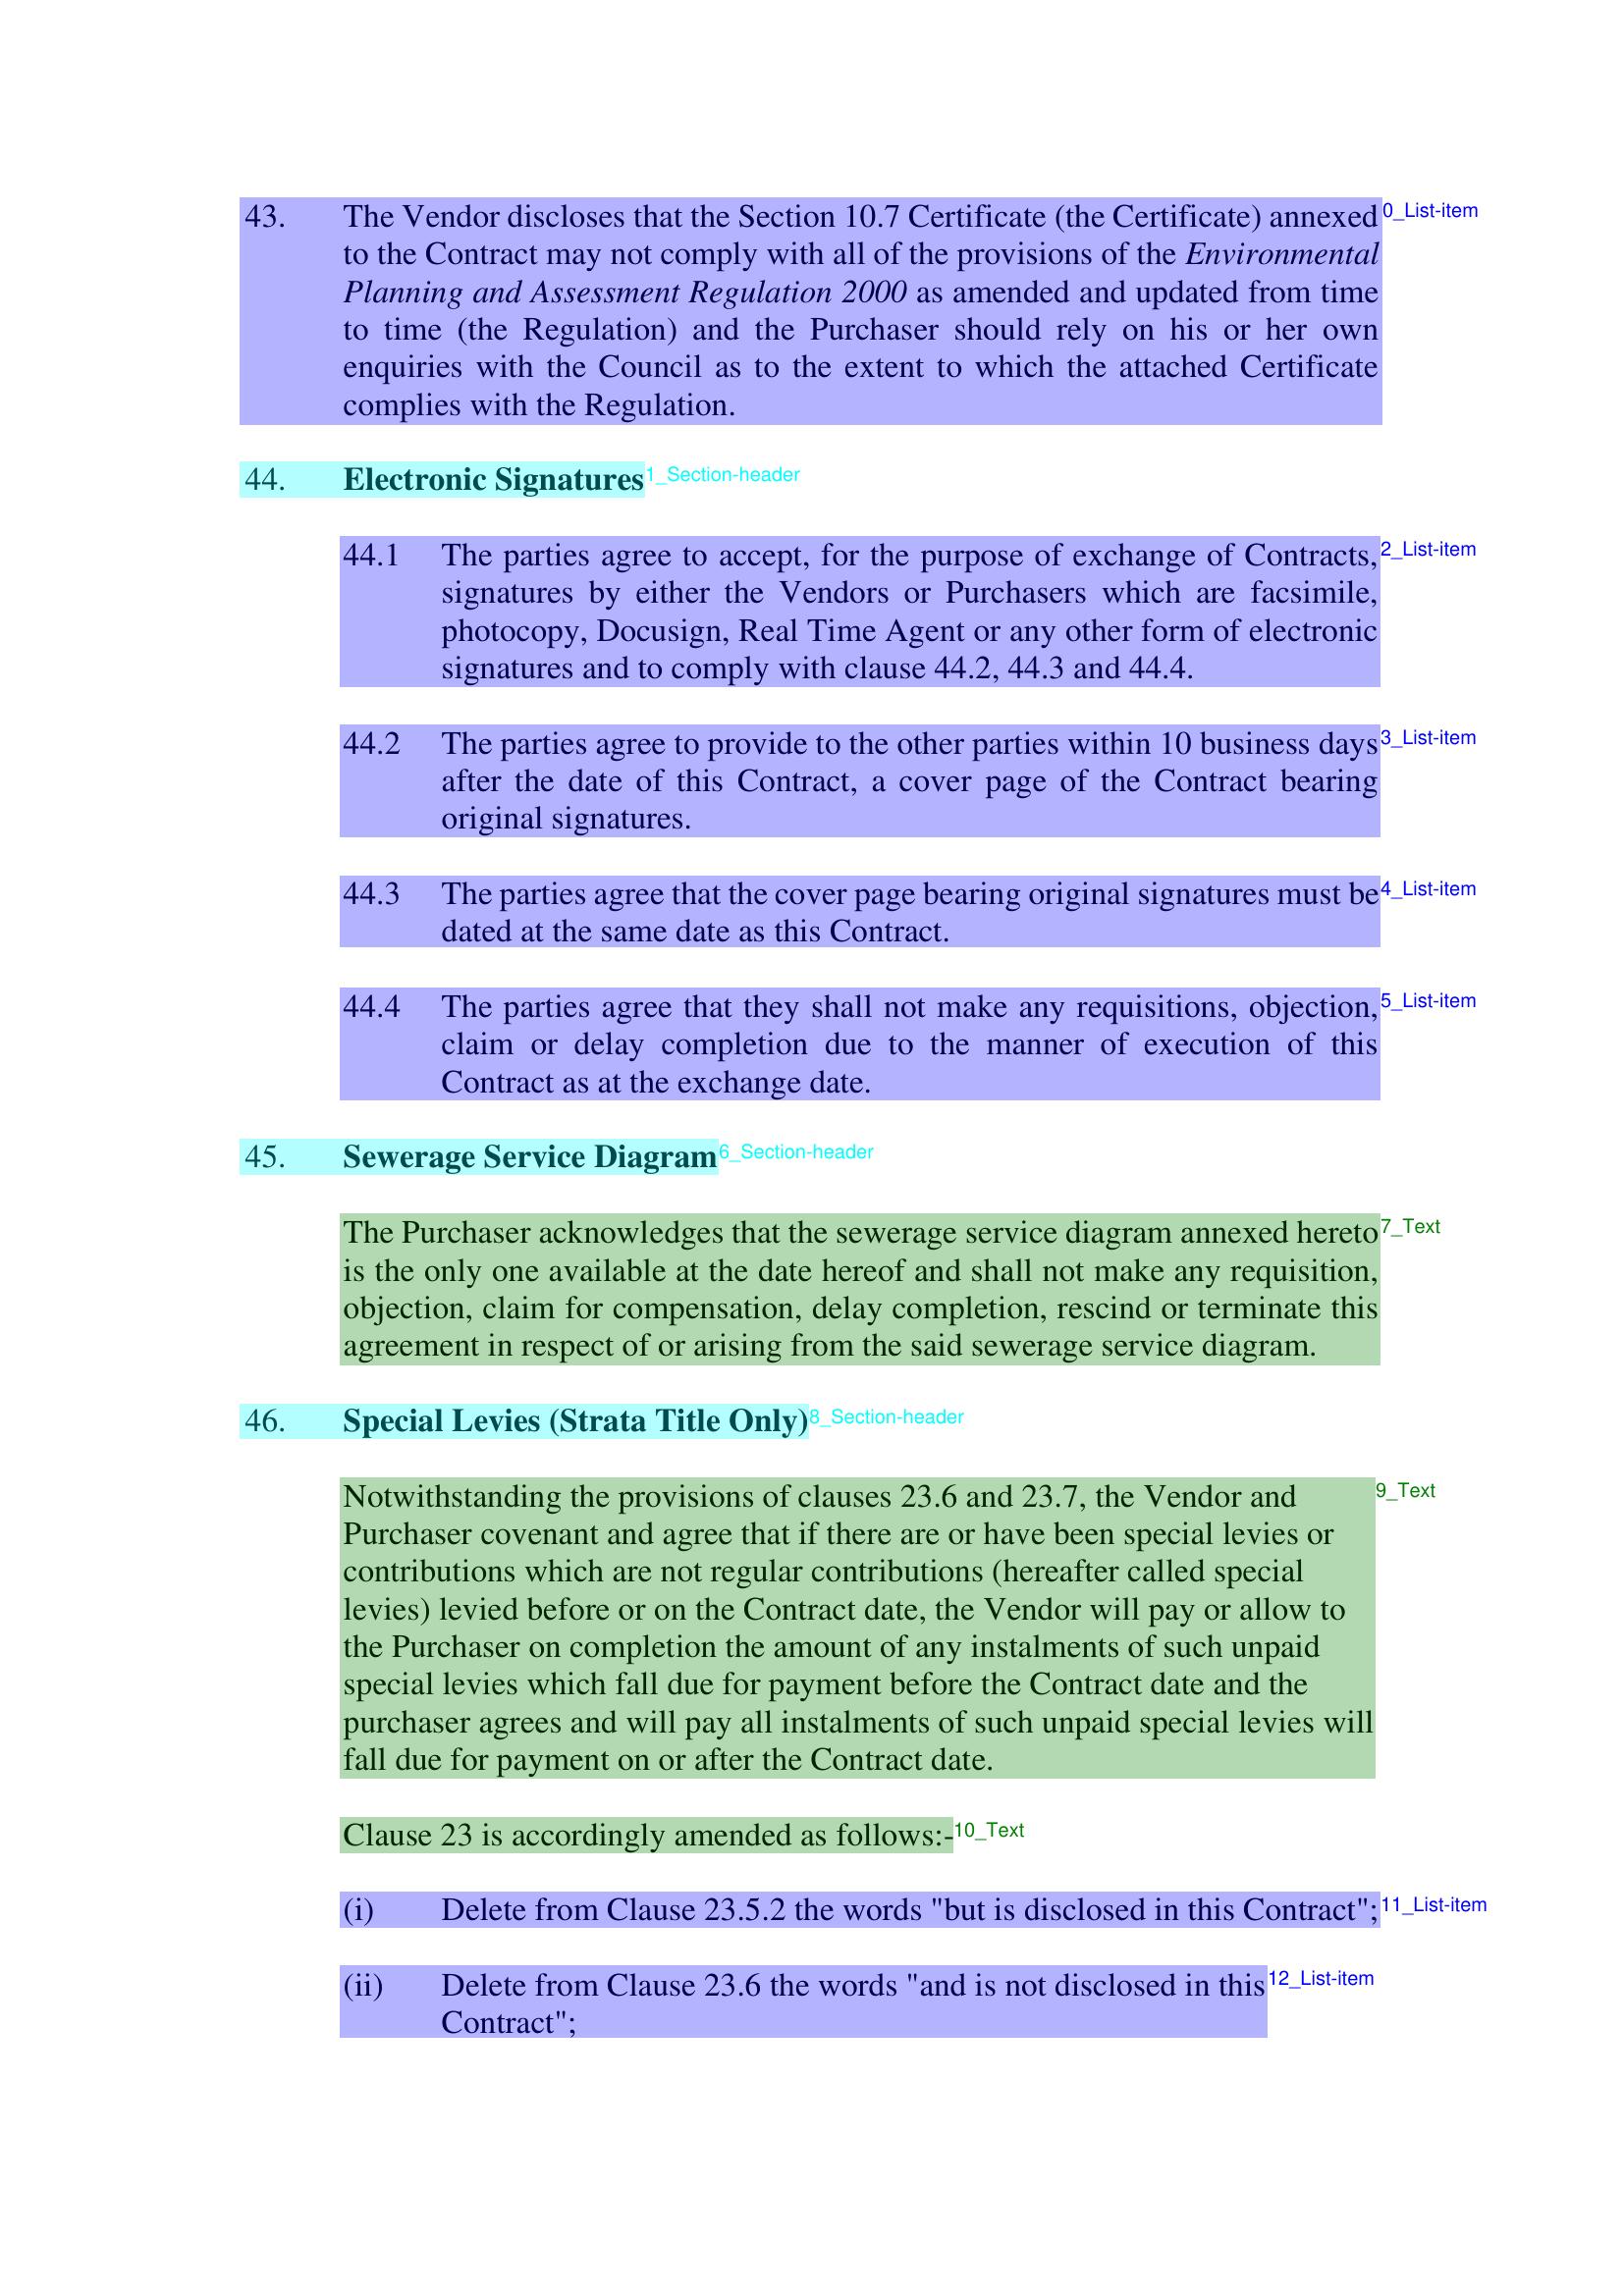 43. The Vendor discloses that the Section 10.7 Certificate (the Certificate) annexed 0_List-item
to the Contract may not comply with all of the provisions of the Environmental
Planning and Assessment Regulation 2000 as amended and updated from time
to time (the Regulation) and the Purchaser should rely on his or her own
enquiries with the Council as to the extent to which the attached Certificate
complies with the Regulation.
44. Electronic Signatures 1_Section-header
44.1 The parties agree to accept, for the purpose of exchange of Contracts, 2_List-item
signatures by either the Vendors or Purchasers which are facsimile,
photocopy, Docusign, Real Time Agent or any other form of electronic
signatures and to comply with clause 44.2, 44.3 and 44.4.
44.2 The parties agree to provide to the other parties within 10 business days 3_List-item
after the date of this Contract, a cover page of the Contract bearing
original signatures.
44.3 The parties agree that the cover page bearing original signatures must be 4_List-item
dated at the same date as this Contract.
44.4 The parties agree that they shall not make any requisitions, objection, 5_List-item
claim or delay completion due to the manner of execution of this
Contract as at the exchange date.
45. Sewerage Service Diagram 6_Section-header
The Purchaser acknowledges that the sewerage service diagram annexed hereto 7_Text
is the only one available at the date hereof and shall not make any requisition,
objection, claim for compensation, delay completion, rescind or terminate this
agreement in respect of or arising from the said sewerage service diagram.
46. Special Levies (Strata Title Only) 8_Section-header
Notwithstanding the provisions of clauses 23.6 and 23.7, the Vendor and 9_Text
Purchaser covenant and agree that if there are or have been special levies or
contributions which are not regular contributions (hereafter called special
levies) levied before or on the Contract date, the Vendor will pay or allow to
the Purchaser on completion the amount of any instalments of such unpaid
special levies which fall due for payment before the Contract date and the
purchaser agrees and will pay all instalments of such unpaid special levies will
fall due for payment on or after the Contract date.
Clause 23 is accordingly amended as follows:- 10_Text
(i) Delete from Clause 23.5.2 the words "but is disclosed in this Contract"; 11_List-item
(ii) Delete from Clause 23.6 the words "and is not disclosed in this 12_List-item
Contract";